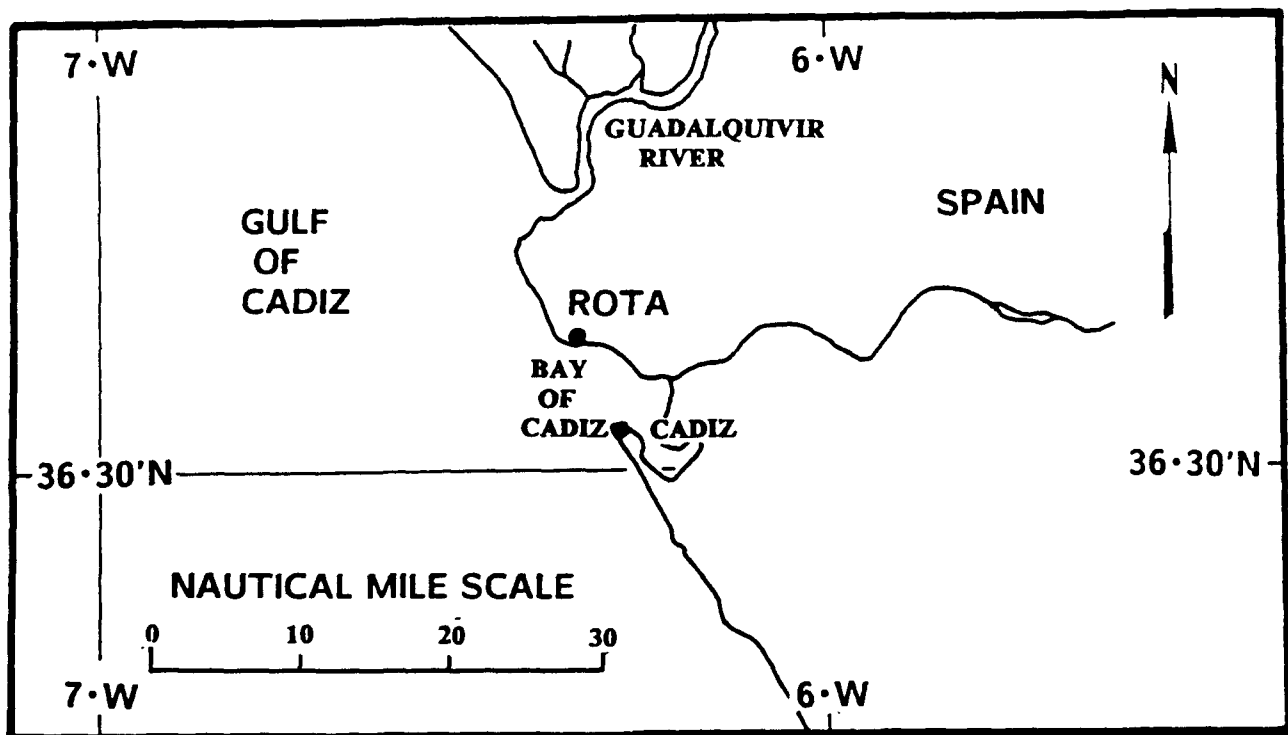 7·W
6·W
N
GUADALQUIVIR
RIVER
SPAIN
GULF
OF
CADIZ
ROTA
BAY
OF
CADIZ
CADIZ
36·30'N
36·30'N
NAUTICAL MILE SCALE
0 10 20 30
7·W
6·W